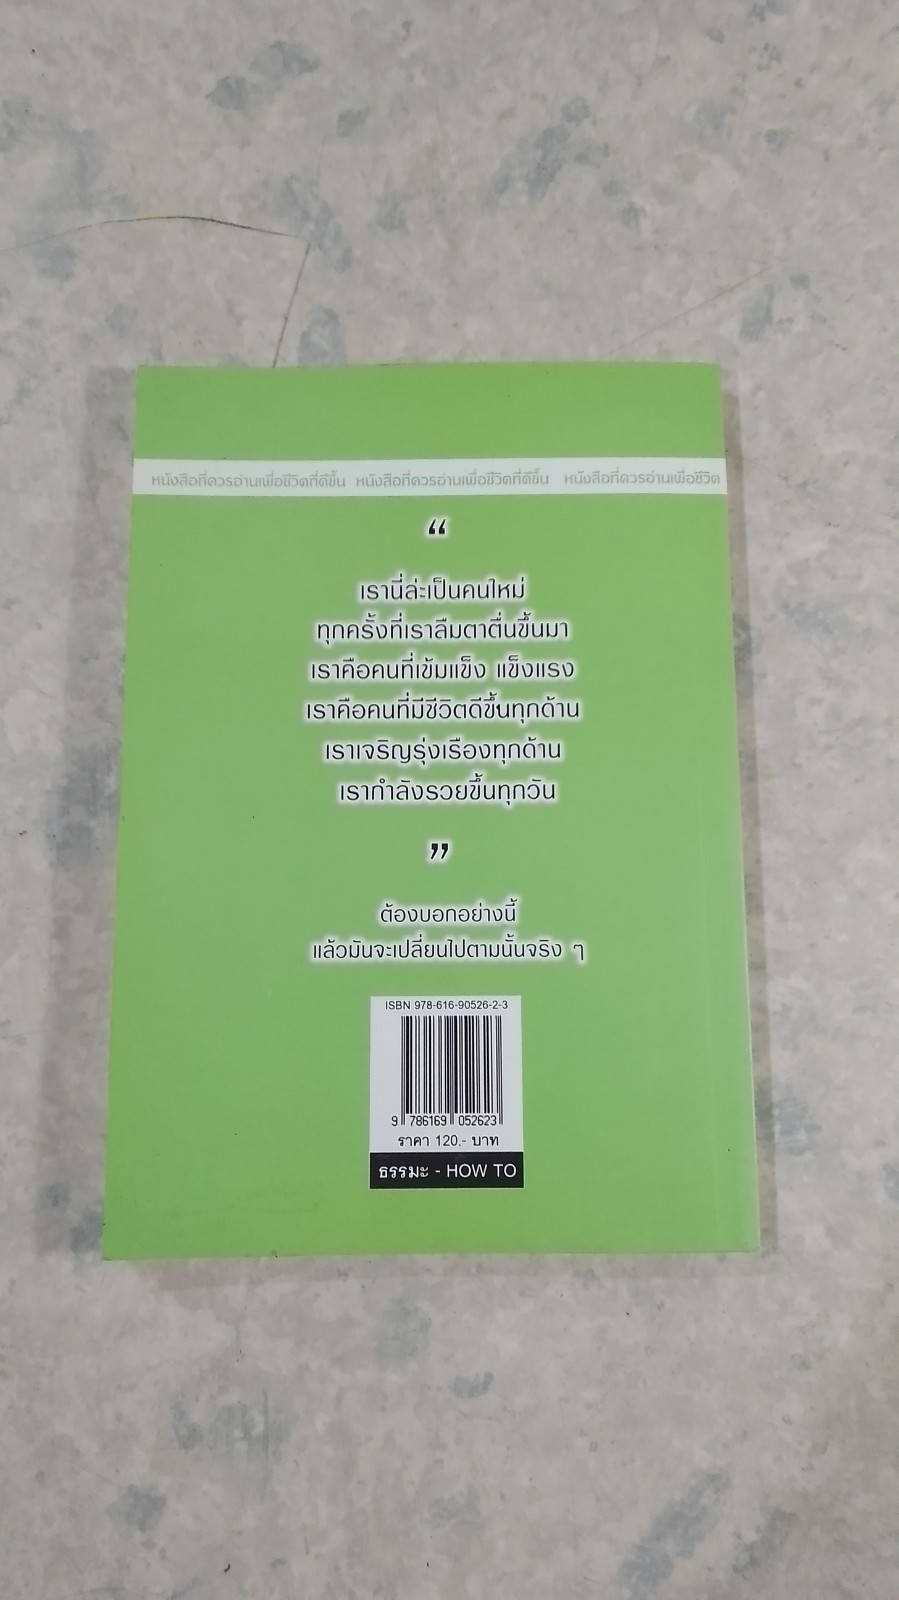 หนังสือที่ควรอ่านเพื่อชีวิตที่ดีขึ้น หนังสือที่ควรอ่านเพื่อชีวิตที่ดีขึ้น หนังสือที่ควรอ่านเพื่อชีวิต
“
เรานี่ล่ะเป็นคนใหม่
ทุกครั้งที่เราลืมตาตื่นขึ้นมา
เราคือคนที่เข้มแข็ง แข็งแรง
เราคือคนที่มีชีวิตดีขึ้นทุกด้าน
เราเจริญรุ่งเรืองทุกด้าน
เรากำลังรวยขึ้นทุกวัน
”
ต้องบอกอย่างนี้
แล้วมันจะเปลี่ยนไปตามนั้นจริง ๆ
ISBN 978-616-90526-2-3
9 786169 052623
ราคา 120.- บาท
ธรรมะ - HOW TO